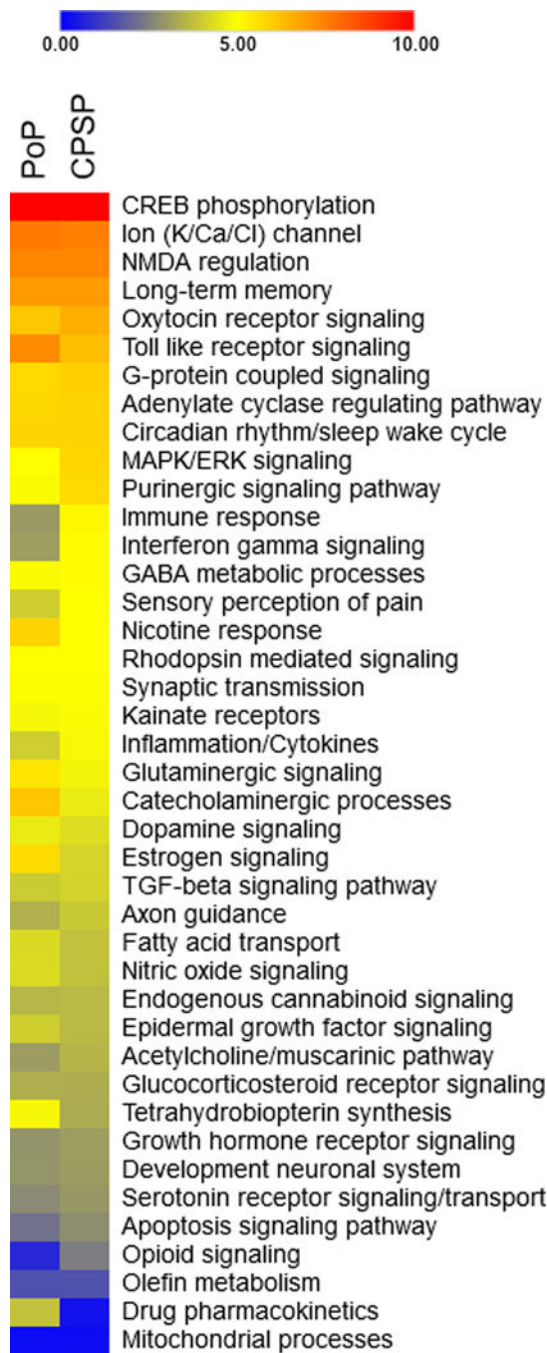 0.00 5.00 10.00
PoP CPSP
CREB phosphorylation
Ion (K/Ca/Cl) channel
NMDA regulation
Long-term memory
Oxytocin receptor signaling
Toll like receptor signaling
G-protein coupled signaling
Adenylate cyclase regulating pathway
Circadian rhythm/sleep wake cycle
MAPK/ERK signaling
Purinergic signaling pathway
Immune response
Interferon gamma signaling
GABA metabolic processes
Sensory perception of pain
Nicotine response
Rhodopsin mediated signaling
Synaptic transmission
Kainate receptors
Inflammation/Cytokines
Glutaminergic signaling
Catecholaminergic processes
Dopamine signaling
Estrogen signaling
TGF-beta signaling pathway
Axon guidance
Fatty acid transport
Nitric oxide signaling
Endogenous cannabinoid signaling
Epidermal growth factor signaling
Acetylcholine/muscarinic pathway
Glucocorticosteroid receptor signaling
Tetrahydrobiopterin synthesis
Growth hormone receptor signaling
Development neuronal system
Serotonin receptor signaling/transport
Apoptosis signaling pathway
Opioid signaling
Olefin metabolism
Drug pharmacokinetics
Mitochondrial processes